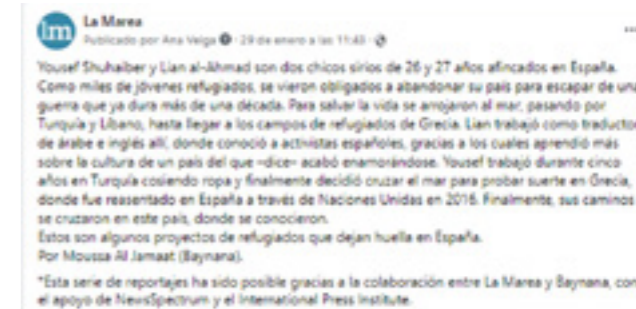 lm
La Marea
Publicado por Ana Veiga · 29 de enero a las 11:43 ·
Yousef Shuhaiber y Lian al-Ahmad son dos chicos sirios de 26 y 27 años afincados en España.
Como miles de jóvenes refugiados, se vieron obligados a abandonar su país para escapar de una
guerra que ya dura más de una década. Para salvar la vida se arrojaron al mar, pasando por
Turquía y Líbano, hasta llegar a los campos de refugiados de Grecia. Lian trabajó como traductor
de árabe e inglés allí, donde conoció a activistas españoles, gracias a los cuales aprendió más
sobre la cultura de un país del que –dice– acabó enamorándose. Yousef trabajó durante cinco
años en Turquía cosiendo ropa y finalmente decidió cruzar el mar para probar suerte en Grecia,
donde fue reasentado en España a través de Naciones Unidas en 2016. Finalmente, sus caminos
se cruzaron en este país, donde se conocieron.
Estos son algunos proyectos de refugiados que dejan huella en España.
Por Moussa Al Jamaat (Baynana).
*Esta serie de reportajes ha sido posible gracias a la colaboración entre La Marea y Baynana, con
el apoyo de NewsSpectrum y el International Press Institute.